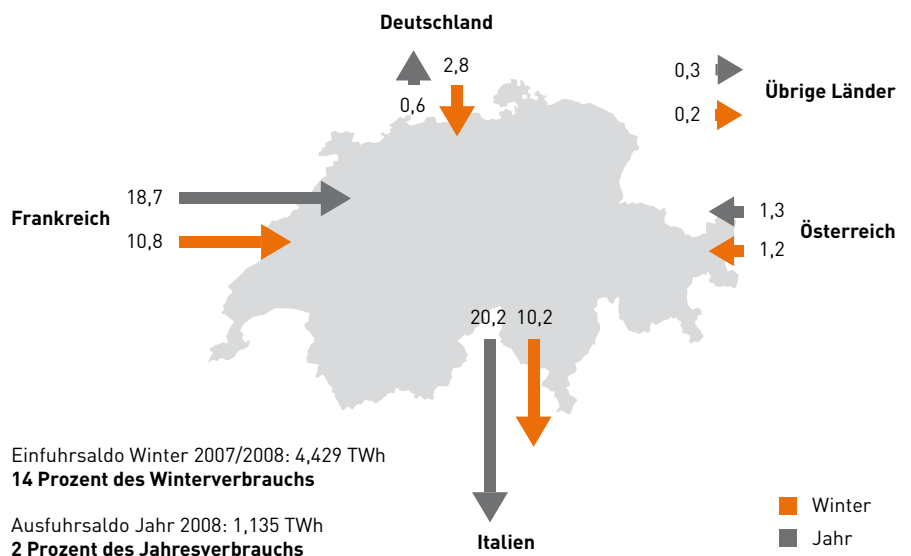 Deutschland
2,8
0,6
0,3
Übrige Länder
0,2
18,7
Frankreich
10,8
1,3
Österreich
1,2
20,2 10,2
Einfuhrsaldo Winter 2007/2008: 4,429 TWh
14 Prozent des Winterverbrauchs
Ausfuhrsaldo Jahr 2008: 1,135 TWh
2 Prozent des Jahresverbrauchs
Italien
Winter
Jahr